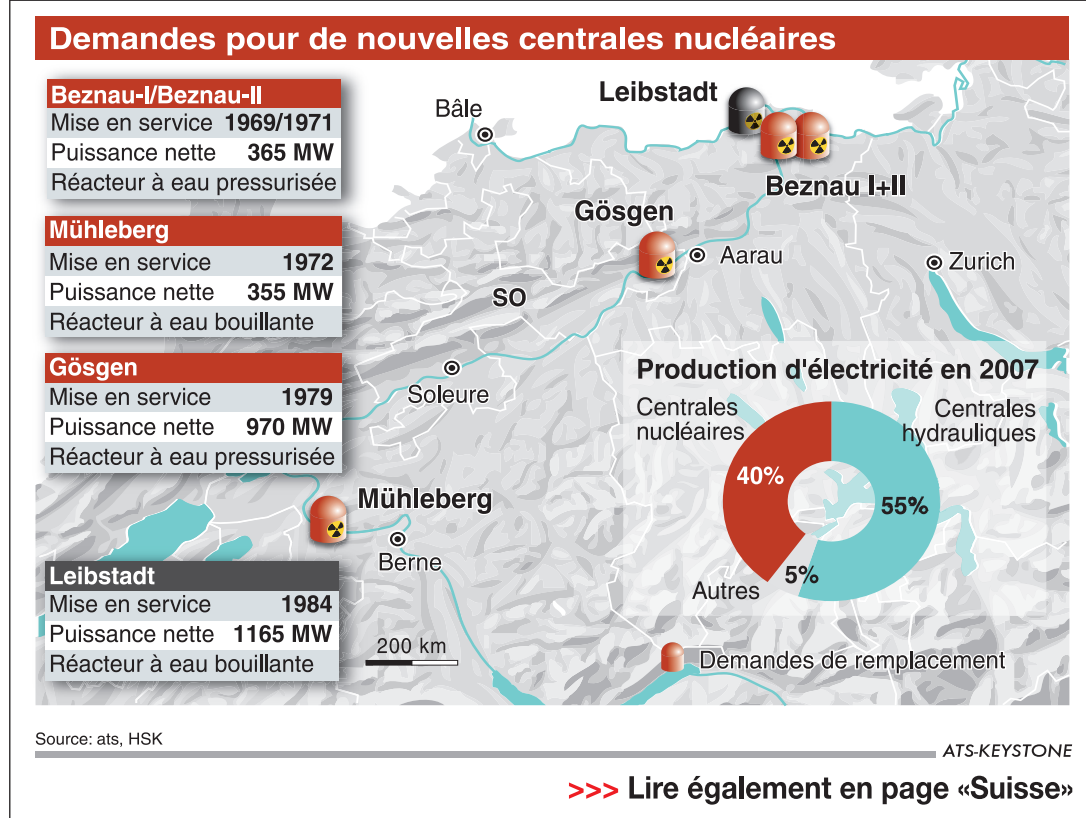 Demandes pour de nouvelles centrales nucléaires
Beznau-I/Beznau-II
Mise en service 1969/1971
Puissance nette 365 MW
Réacteur à eau pressurisée
Mühleberg
Mise en service 1972
Puissance nette 355 MW
Réacteur à eau bouillante
Gösgen
Mise en service 1979
Puissance nette 970 MW
Réacteur à eau pressurisée
Leibstadt
Mise en service 1984
Puissance nette 1165 MW
Réacteur à eau bouillante
Bâle
Leibstadt
Beznau I+II
Gösgen
Aarau
Zurich
SO
Soleure
Mühleberg
Berne
200 km
Production d'électricité en 2007
Centrales
nucléaires
Centrales
hydrauliques
40%
55%
5%
Autres
Demandes de remplacement
Source: ats, HSK
ATS-KEYSTONE
>>> Lire également en page «Suisse»